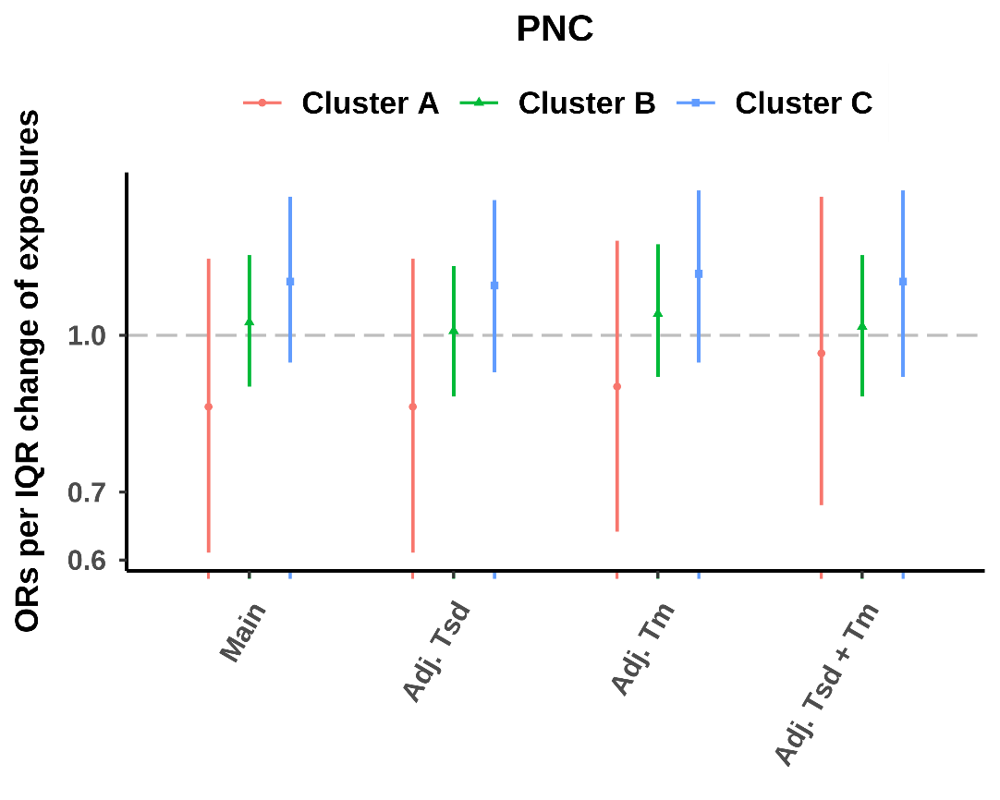 PNC
Cluster A Cluster B Cluster C
ORs per IQR change of exposures
1.0
0.7
0.6
Main
Adj. Tsd
Adj. Tm
Adj. Tsd + Tm